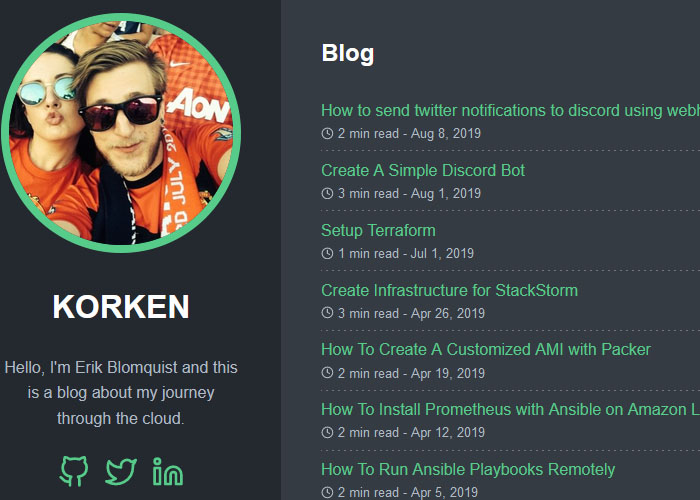 AON
RD JULY 20
KORKEN
Hello, I'm Erik Blomquist and this
is a blog about my journey
through the cloud.
Blog
How to send twitter notifications to discord using
2 min read - Aug 8, 2019
Create A Simple Discord Bot
3 min read - Aug 1, 2019
Setup Terraform
1 min read - Jul 1, 2019
Create Infrastructure for StackStorm
3 min read - Apr 26, 2019
How To Create A Customized AMI with Packer
2 min read - Apr 19, 2019
How To Install Prometheus with Ansible on Amazon L
2 min read - Apr 12, 2019
How To Run Ansible Playbooks Remotely
2 min read - Apr 5, 2019